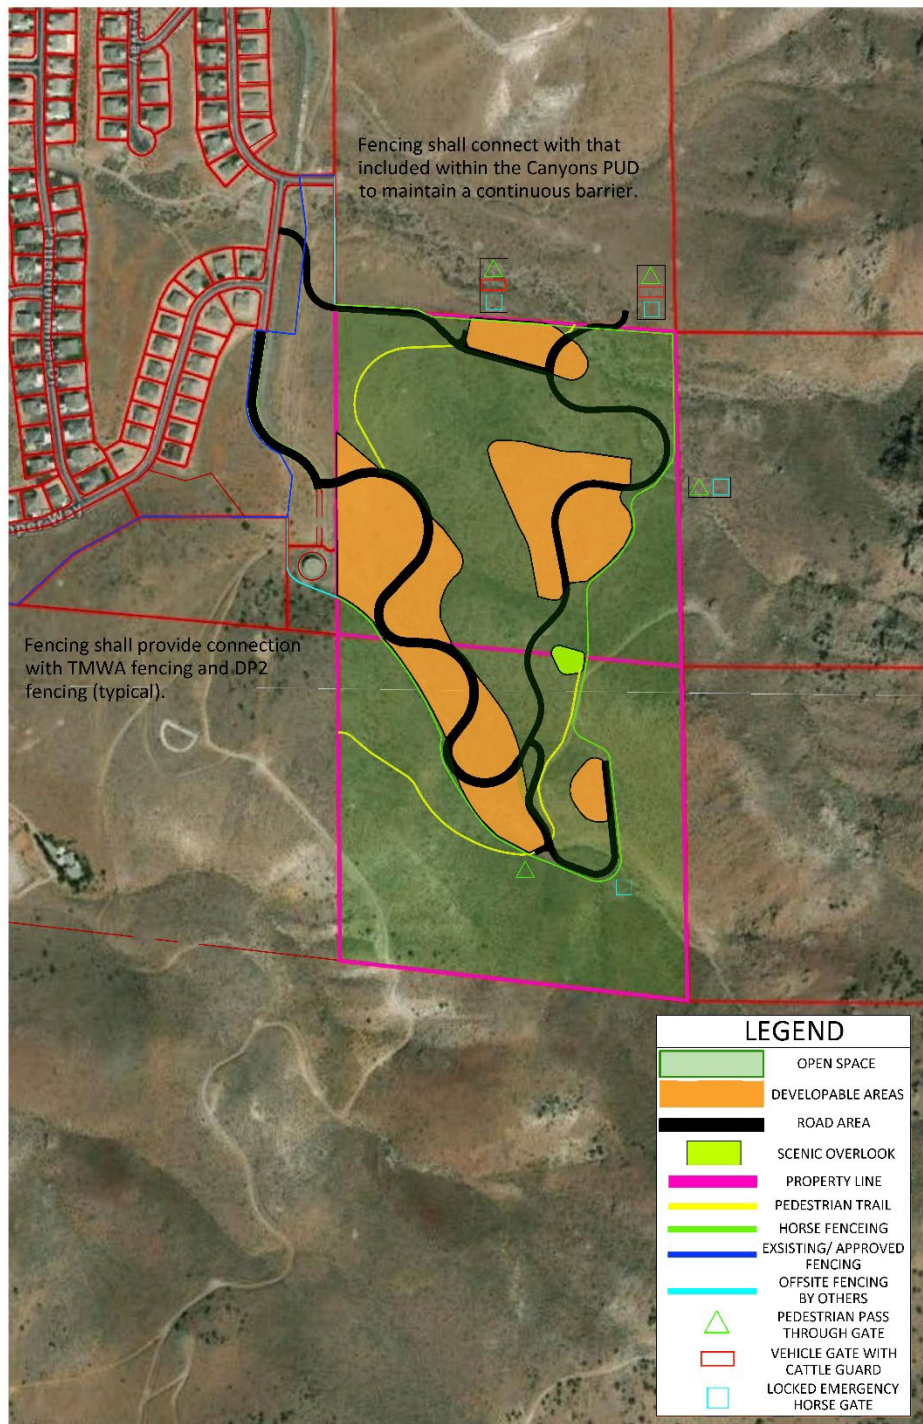 Fencing shall connect with that
included within the Canyons PUD
to maintain a continuous barrier.
Fencing shall provide connection
with TMWA fencing and DP2
fencing (typical).
LEGEND
OPEN SPACE
DEVELOPABLE AREAS
ROAD AREA
SCENIC OVERLOOK
PROPERTY LINE
PEDESTRIAN TRAIL
HORSE FENCEING
EXSISTING/ APPROVED
FENCING
OFFSITE FENCING
BY OTHERS
PEDESTRIAN PASS
THROUGH GATE
VEHICLE GATE WITH
CATTLE GUARD
LOCKED EMERGENCY
HORSE GATE